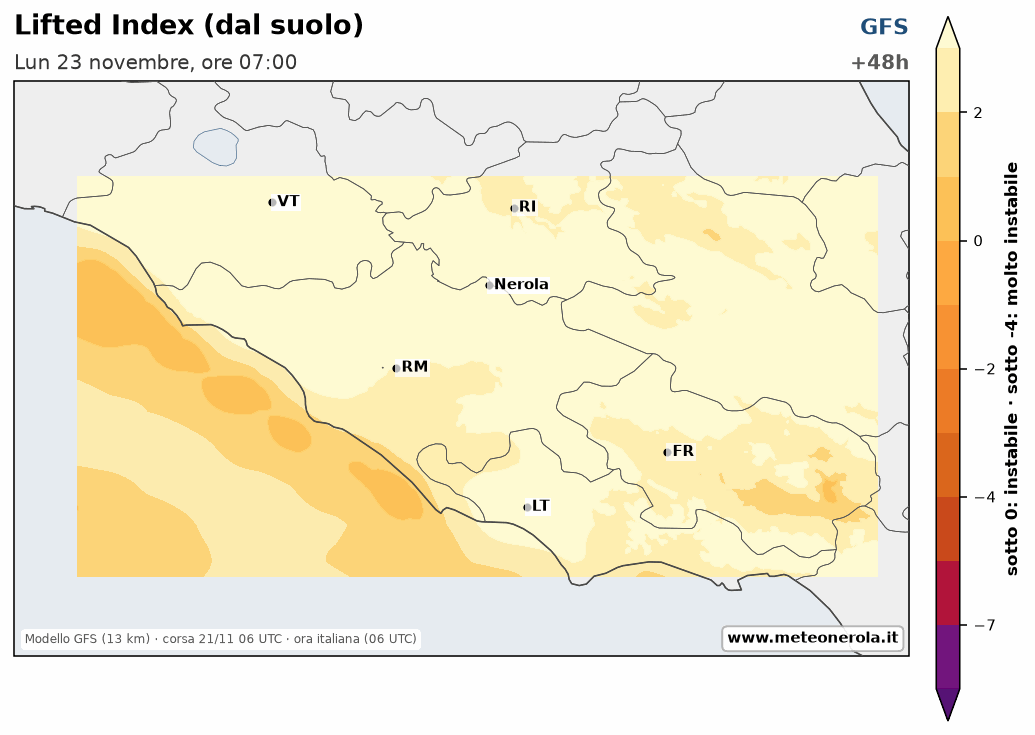 Lifted Index (dal suolo)
GFS
Lun 23 novembre, ore 07:00
+48h
VT
RI
Nerola
RM
FR
LT
2
0
−2
−4
−7
sotto 0: instabile · sotto -4: molto instabile
Modello GFS (13 km) · corsa 21/11 06 UTC · ora italiana (06 UTC)
www.meteonerola.it